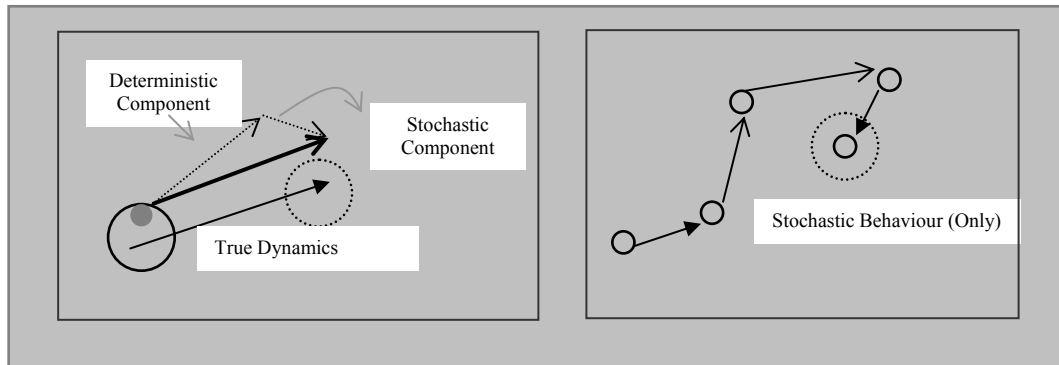 Deterministic
Component
Stochastic
Component
True Dynamics
Stochastic Behaviour (Only)